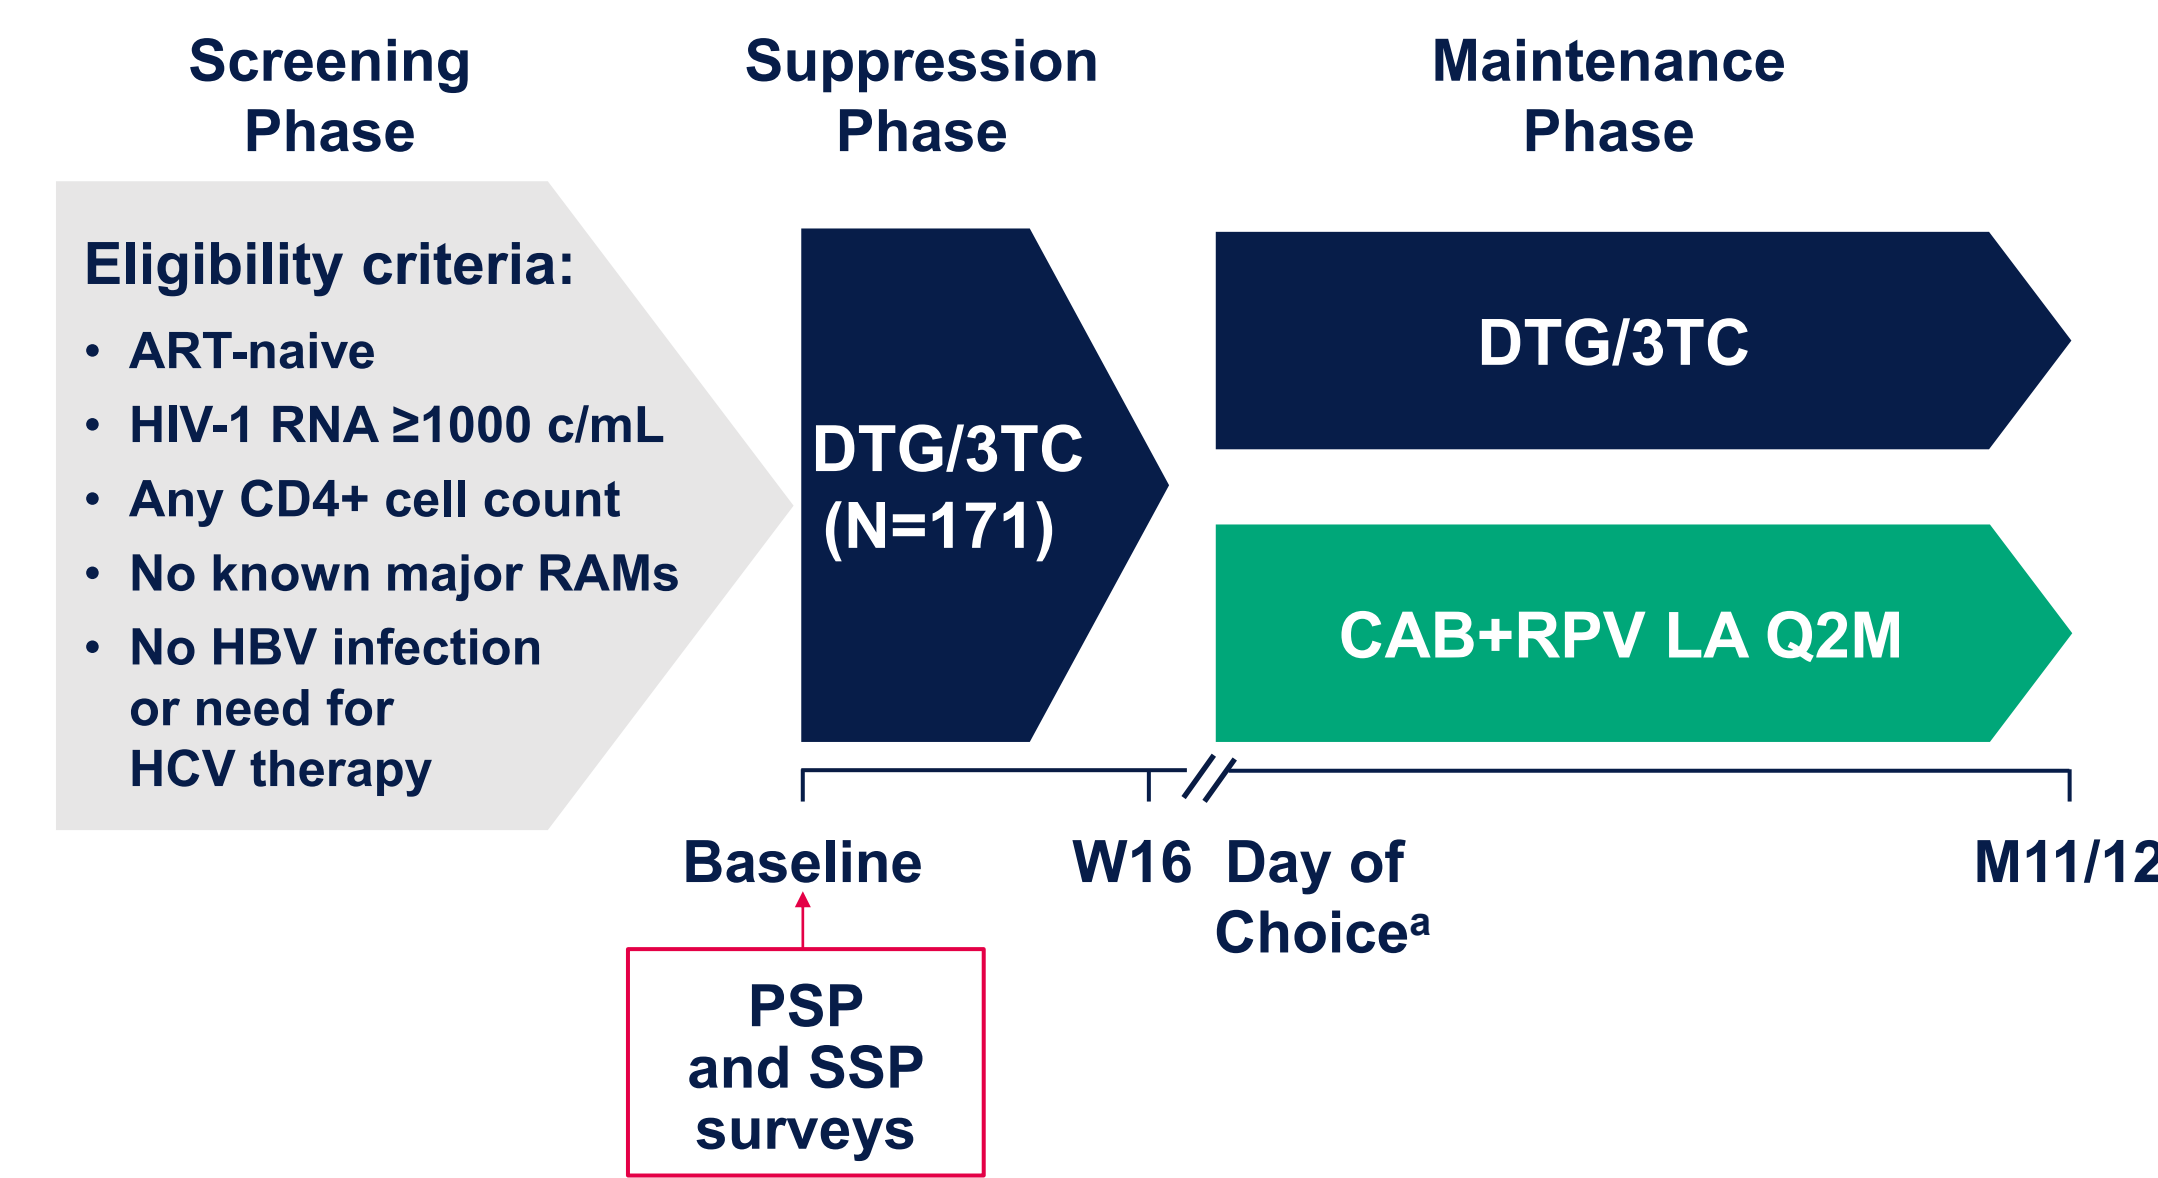 Screening
Phase
Suppression
Phase
Maintenance
Phase
Eligibility criteria:
• ART-naive
• HIV-1 RNA ≥1000 c/mL
• Any CD4+ cell count
• No known major RAMs
• No HBV infection
or need for
HCV therapy
DTG/3TC
(N=171)
DTG/3TC
CAB+RPV LA Q2M
Baseline
W16
Day of
Choiceᵃ
M11/12
PSP
and SSP
surveys